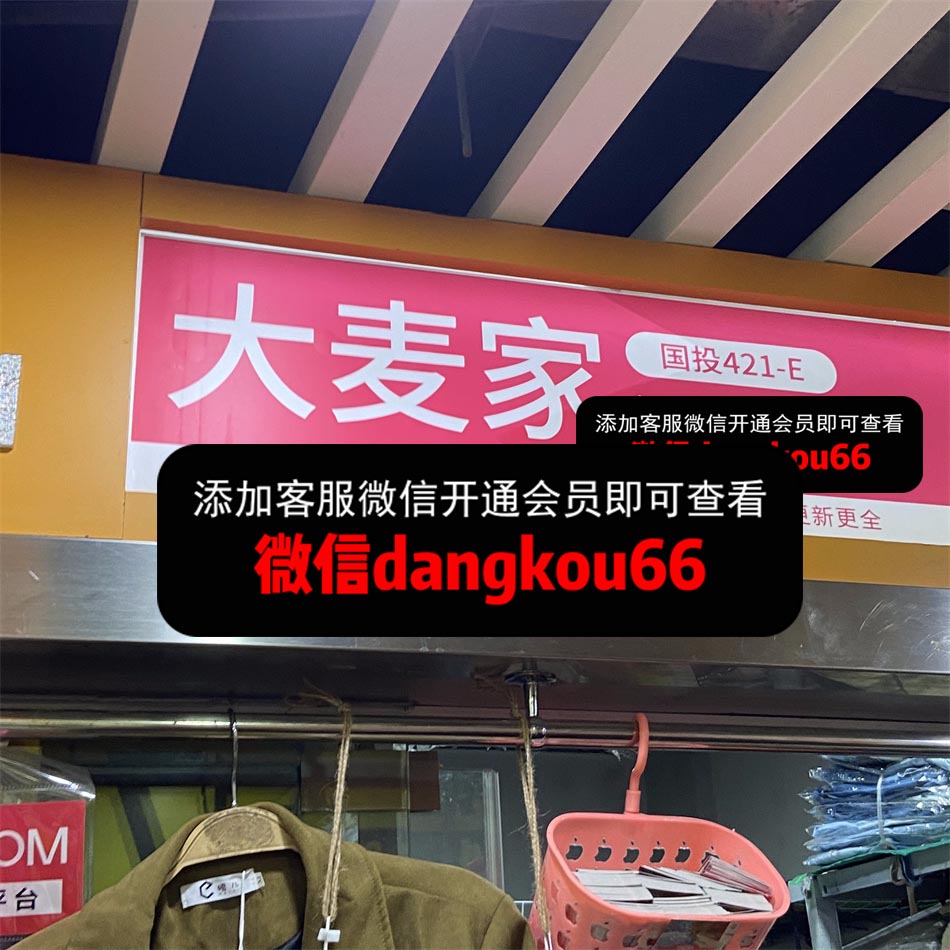 大麦家
国投421-E
添加客服微信开通会员即可查看
kou66
更新更全
添加客服微信开通会员即可查看
微信dangkou66
OM
平台